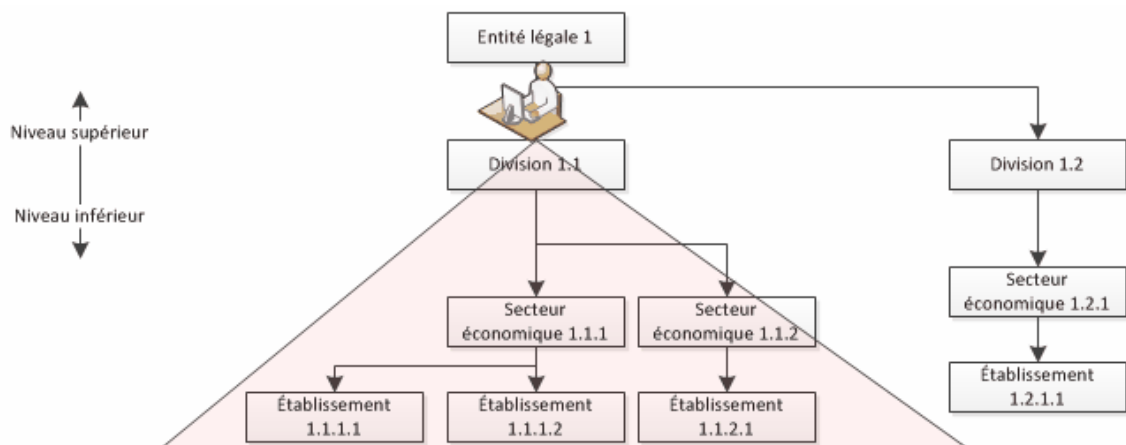 Entité légale 1
Niveau supérieur
Niveau inférieur
Division 1.1
Division 1.2
Secteur
économique 1.1.1
Secteur
économique 1.1.2
Secteur
économique 1.2.1
Établissement
1.1.1.1
Établissement
1.1.1.2
Établissement
1.1.2.1
Établissement
1.2.1.1